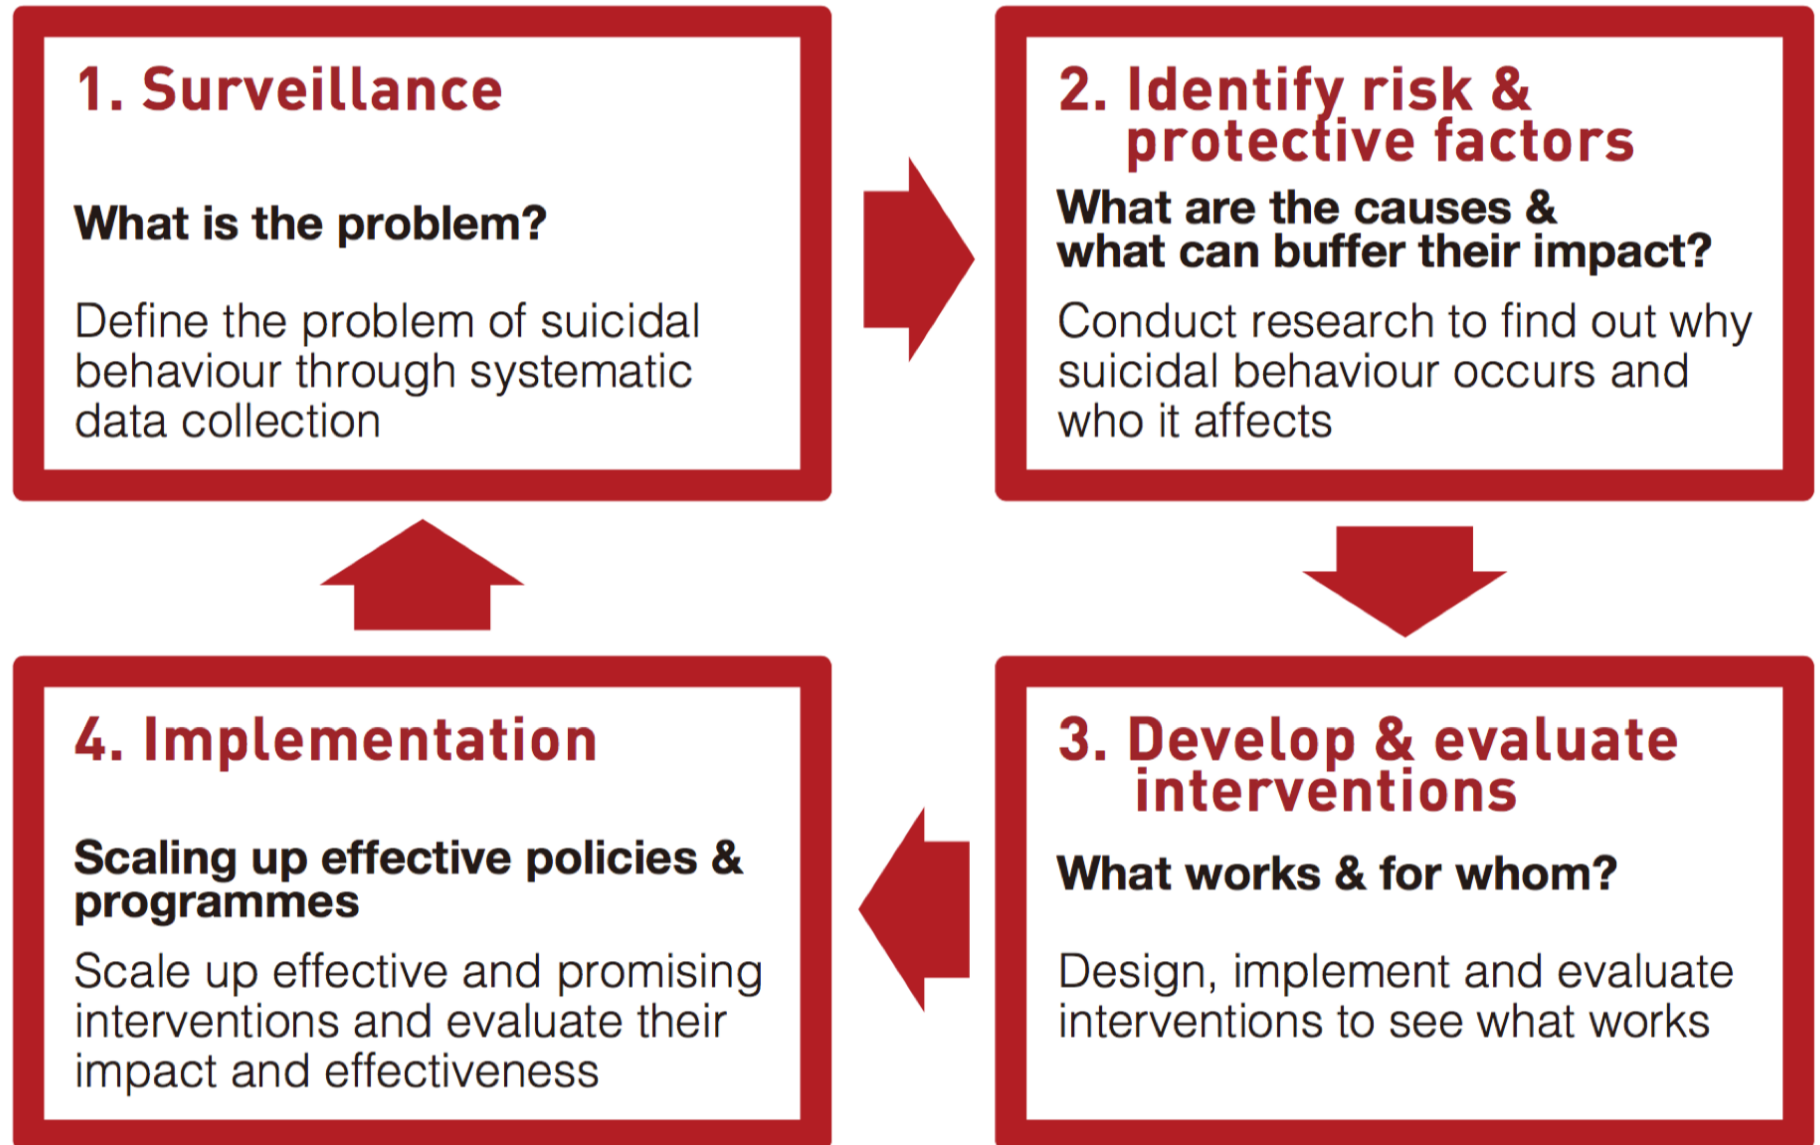 1. Surveillance
What is the problem?
Define the problem of suicidal
behaviour through systematic
data collection
2. Identify risk &
protective factors
What are the causes &
what can buffer their impact?
Conduct research to find out why
suicidal behaviour occurs and
who it affects
3. Develop & evaluate
interventions
What works & for whom?
Design, implement and evaluate
interventions to see what works
4. Implementation
Scaling up effective policies &
programmes
Scale up effective and promising
interventions and evaluate their
impact and effectiveness